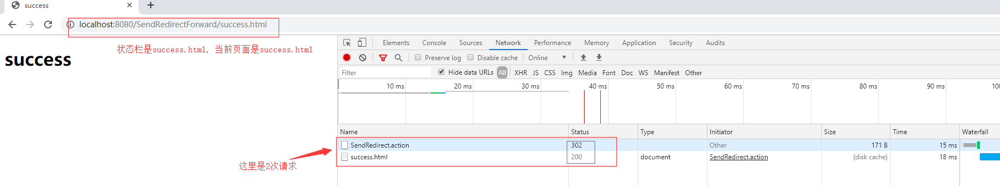 success
localhost:8080/SendRedirectForward/success.html
状态栏是success.html, 当前页面是success.html
success
Elements Console Sources Network Performance Memory Application Security Audits
Preserve log Disable cache Online
Filter Hide data URLs All XHR JS CSS Img Media Font Doc WS Manifest Other
10 ms 20 ms 30 ms 40 ms 50 ms 60 ms 70 ms 80 ms 90 ms 100
Name Status Type Initiator Size Time Waterfall
SendRedirect.action 302 Other 171 B 15 ms
success.html 200 document SendRedirect.action (disk cache) 18 ms
这里是2次请求